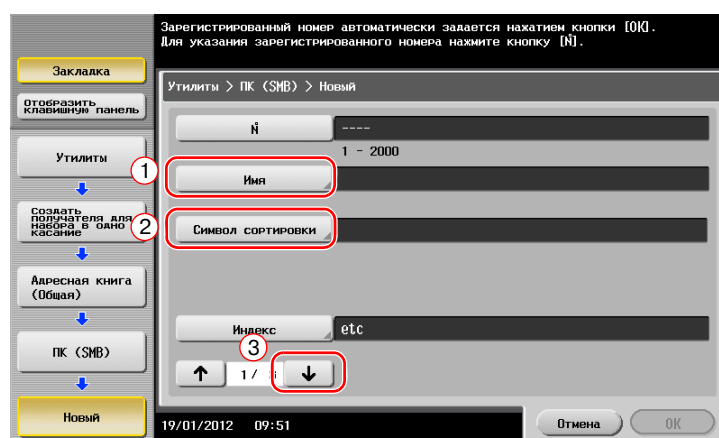 Зарегистрированный номер автоматически задается нажатием кнопки [OK].
Для указания зарегистрированного номера нажмите кнопку [№].
Закладка
Отобразить
клавишную панель
Утилиты > ПК (SMB) > Новый
№
----
1 - 2000
Утилиты
1
Имя
Создать
получателя для
набора в одно
касание
2
Символ сортировки
Адресная книга
(Общая)
Индекс
etc
3
ПК (SMB)
↑
1/
↓
Новый
19/01/2012 09:51
Отмена
OK